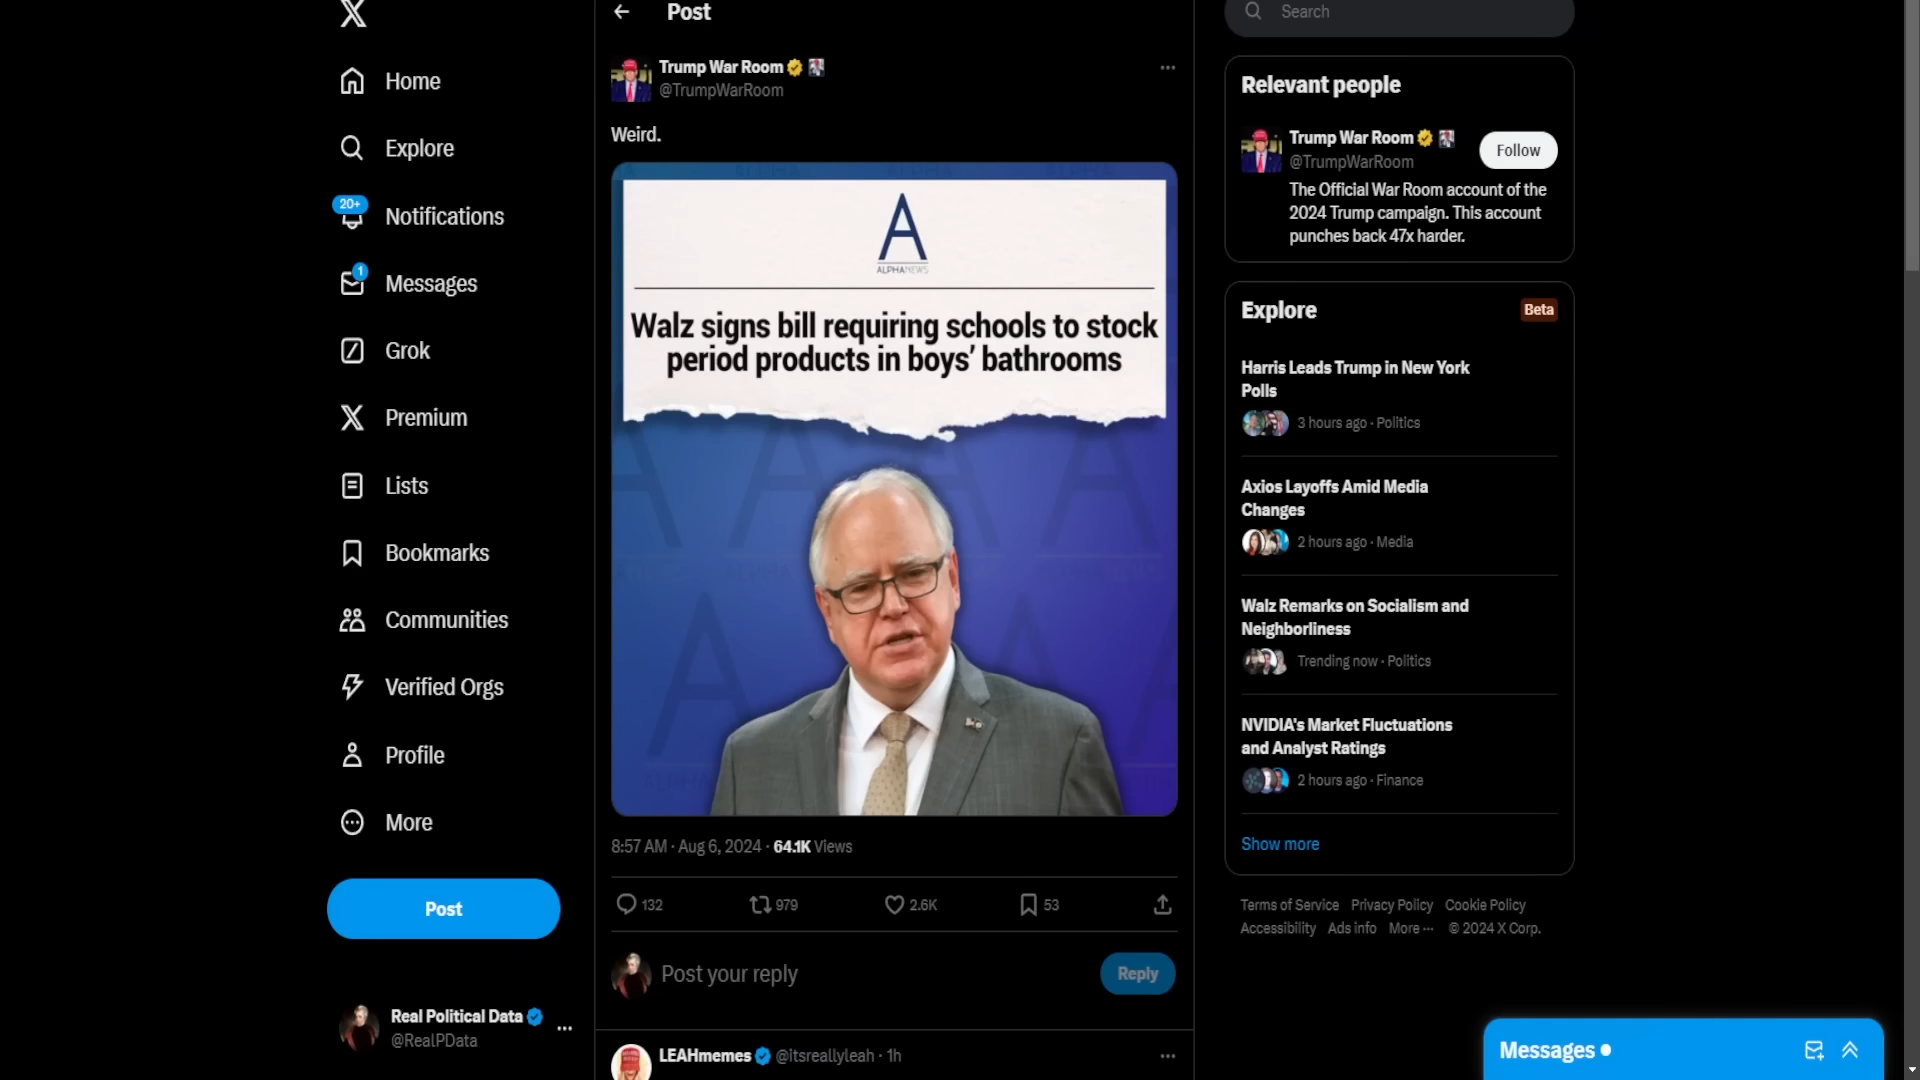 Home
Explore
20+
Notifications
1
Messages
Grok
Premium
Lists
Bookmarks
Communities
Verified Orgs
Profile
More
Post
Real Political Data
@RealPData
Post
Trump War Room
@TrumpWarRoom
Weird.
A
ALPHANEWS
Walz signs bill requiring schools to stock
period products in boys' bathrooms
8:57 AM · Aug 6, 2024 · 64.1K Views
132
979
2.6K
53
Post your reply
Reply
LEAHmemes @itsreallyleah · 1h
Search
Relevant people
Trump War Room
@TrumpWarRoom
Follow
The Official War Room account of the
2024 Trump campaign. This account
punches back 47x harder.
Explore
Beta
Harris Leads Trump in New York
Polls
3 hours ago · Politics
Axios Layoffs Amid Media
Changes
2 hours ago · Media
Walz Remarks on Socialism and
Neighborliness
Trending now · Politics
NVIDIA's Market Fluctuations
and Analyst Ratings
2 hours ago · Finance
Show more
Terms of Service Privacy Policy Cookie Policy
Accessibility Ads info More ··· © 2024 X Corp.
Messages